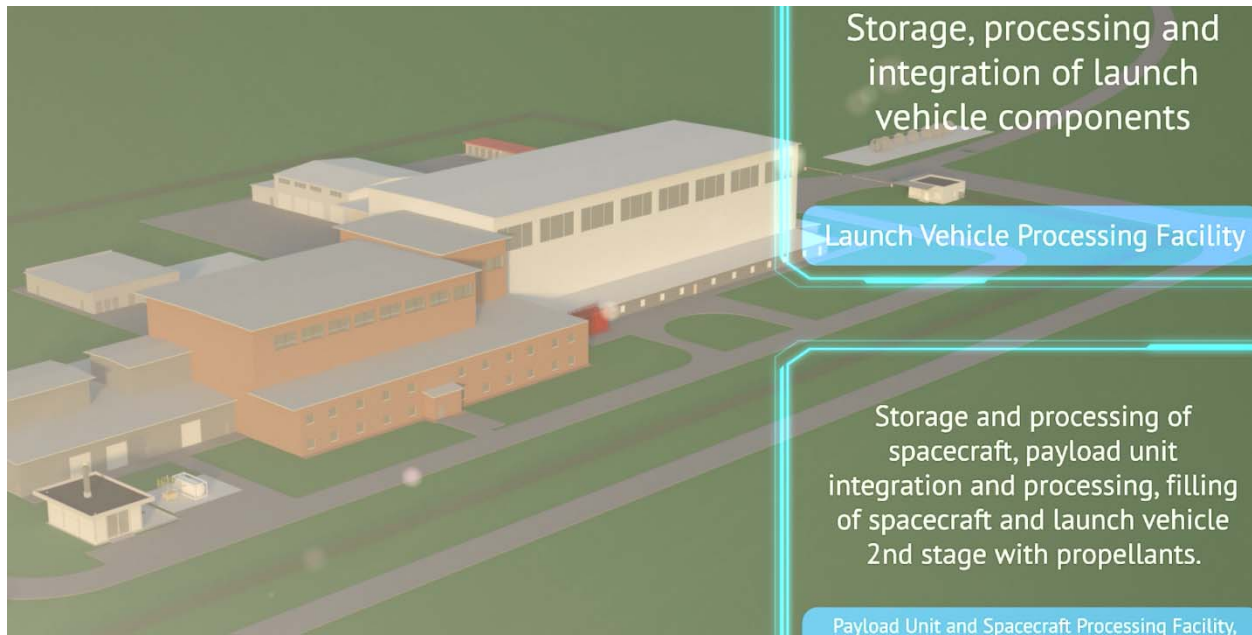 Storage, processing and
integration of launch
vehicle components
Launch Vehicle Processing Facility
Storage and processing of
spacecraft, payload unit
integration and processing, filling
of spacecraft and launch vehicle
2nd stage with propellants.
Payload Unit and Spacecraft Processing Facility,